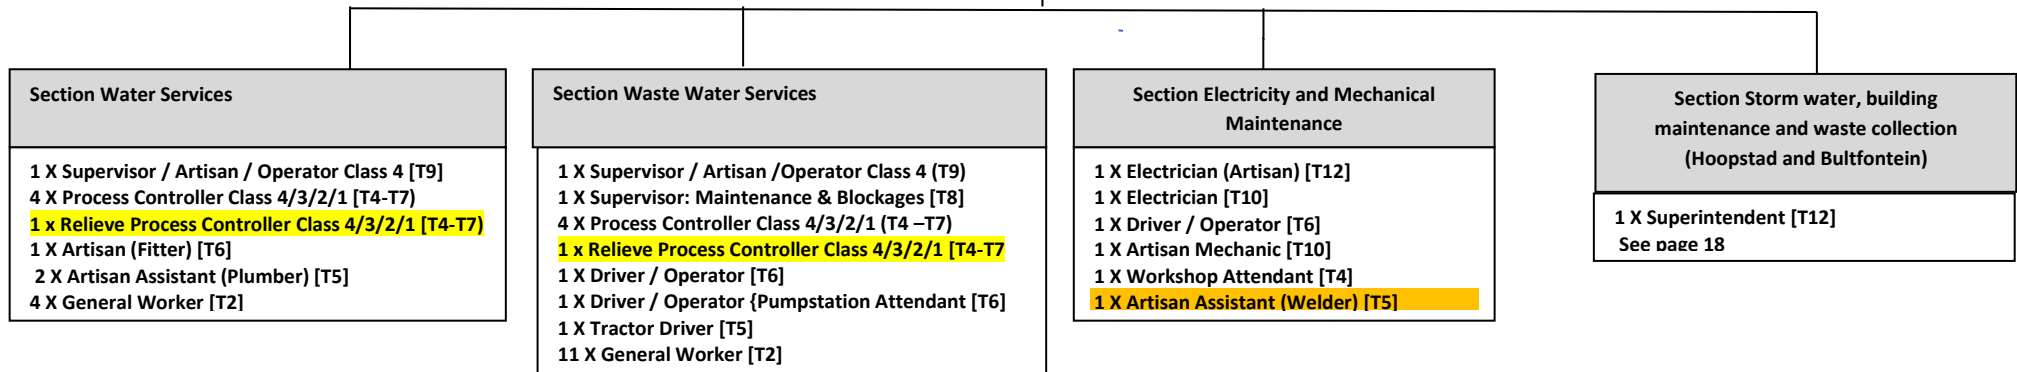 Section Water Services
1 X Supervisor / Artisan / Operator Class 4 [T9]
4 X Process Controller Class 4/3/2/1 [T4-T7)
1 x Relieve Process Controller Class 4/3/2/1 [T4-T7)
1 X Artisan (Fitter) [T6]
2 X Artisan Assistant (Plumber) [T5]
4 X General Worker [T2]
Section Waste Water Services
1 X Supervisor / Artisan /Operator Class 4 (T9)
1 X Supervisor: Maintenance & Blockages [T8]
4 X Process Controller Class 4/3/2/1 (T4 –T7)
1 x Relieve Process Controller Class 4/3/2/1 [T4-T7
1 X Driver / Operator [T6]
1 X Driver / Operator {Pumpstation Attendant [T6]
1 X Tractor Driver [T5]
11 X General Worker [T2]
Section Electricity and Mechanical
Maintenance
1 X Electrician (Artisan) [T12]
1 X Electrician [T10]
1 X Driver / Operator [T6]
1 X Artisan Mechanic [T10]
1 X Workshop Attendant [T4]
1 X Artisan Assistant (Welder) [T5]
Section Storm water, building
maintenance and waste collection
(Hoopstad and Bultfontein)
1 X Superintendent [T12]
See page 18